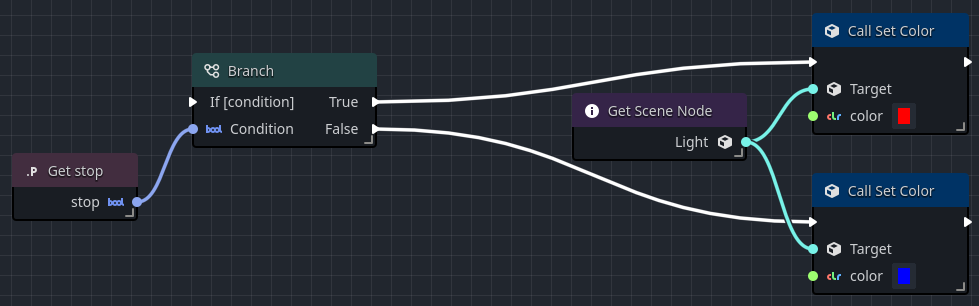 Call Set Color
Branch
If [condition] True
Get Scene Node
Target
bool Condition False
clr color
Light
.P Get stop
stop bool
Call Set Color
Target
clr color